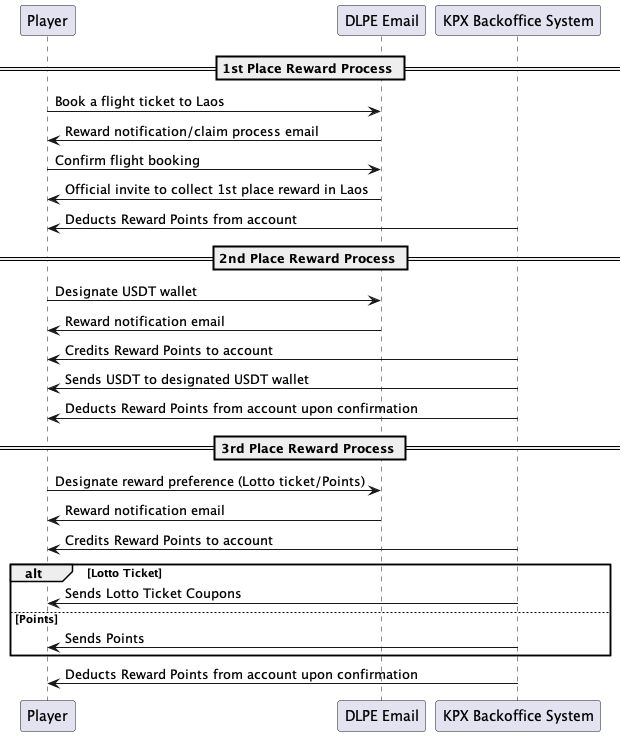 Player
DLPE Email
KPX Backoffice System
1st Place Reward Process
Book a flight ticket to Laos
Reward notification/claim process email
Confirm flight booking
Official invite to collect 1st place reward in Laos
Deducts Reward Points from account
2nd Place Reward Process
Designate USDT wallet
Reward notification email
Credits Reward Points to account
Sends USDT to designated USDT wallet
Deducts Reward Points from account upon confirmation
3rd Place Reward Process
Designate reward preference (Lotto ticket/Points)
Reward notification email
Credits Reward Points to account
alt [Lotto Ticket]
Sends Lotto Ticket Coupons
[Points]
Sends Points
Deducts Reward Points from account upon confirmation
Player
DLPE Email
KPX Backoffice System